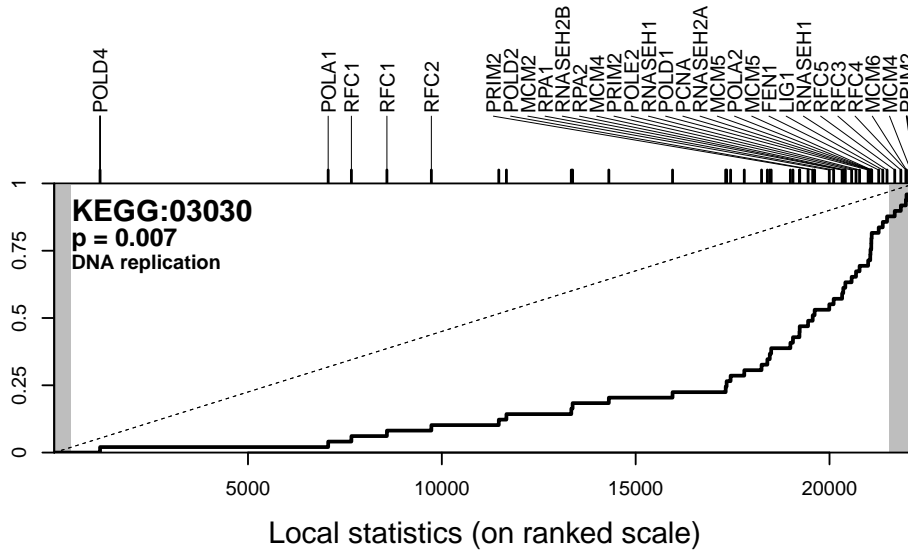 POLD4
POLA1
RFC1
RFC1
RFC2
PRIM2
POLD2
MCM2
RPA1
RNASEH2B
RPA2
MCM4
PRIM2
POLE2
RNASEH1
POLD1
PCNA
RNASEH2A
MCM5
POLA2
MCM5
FEN1
LIG1
RNASEH1
RFC5
RFC3
RFC4
MCM6
MCM4
PRIM2
KEGG:03030
p = 0.007
DNA replication
1
0.75
0.5
0.25
0
5000 10000 15000 20000
Local statistics (on ranked scale)